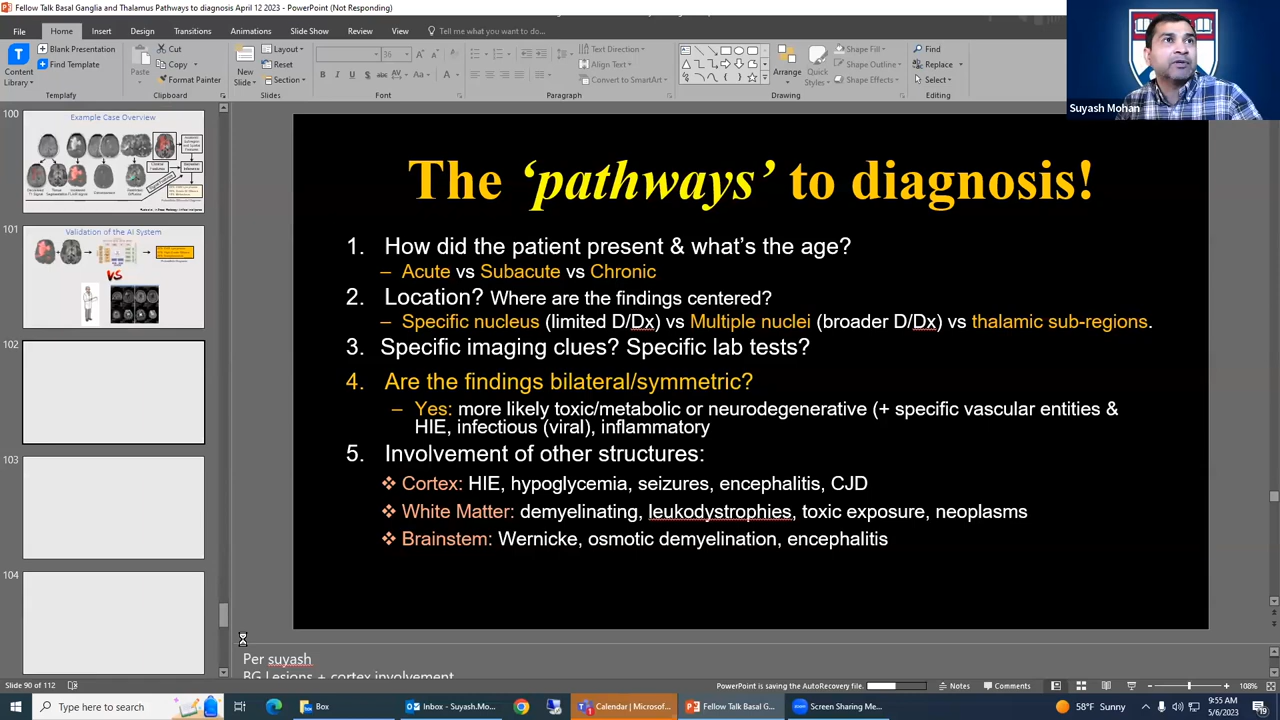 Fellow Talk Basal Ganglia and Thalamus Pathways to diagnosis April 12 2023 - PowerPoint (Not Responding)
File Home Insert Draw Design Transitions Animations Slide Show Review View Tell me what you want to do...
Content Library
Blank Presentation
Template
Templafy
Paste
Cut
Copy
Format Painter
Clipboard
New Slide
Layout
Reset
Section
Slides
36
Font
Text Direction
Align Text
Convert to SmartArt
Paragraph
Arrange
Quick Styles
Shape Fill
Shape Outline
Shape Effects
Drawing
Find
Replace
Select
Editing
Suyash Mohan
100
Example Case Overview
101
Validation of the AI System
VS
102
103
104
The ‘pathways’ to diagnosis!
1. How did the patient present & what’s the age?
– Acute vs Subacute vs Chronic
2. Location? Where are the findings centered?
– Specific nucleus (limited D/Dx) vs Multiple nuclei (broader D/Dx) vs thalamic sub-regions.
3. Specific imaging clues? Specific lab tests?
4. Are the findings bilateral/symmetric?
– Yes: more likely toxic/metabolic or neurodegenerative (+ specific vascular entities &
HIE, infectious (viral), inflammatory
5. Involvement of other structures:
❖ Cortex: HIE, hypoglycemia, seizures, encephalitis, CJD
❖ White Matter: demyelinating, leukodystrophies, toxic exposure, neoplasms
❖ Brainstem: Wernicke, osmotic demyelination, encephalitis
Per suyash
BG Lesions + cortex involvement
Slide 90 of 112
PowerPoint is saving the AutoRecovery file.
Notes
Comments
108%
Type here to search
Box
Inbox - Suyash.Mo...
Calendar | Microsof...
Fellow Talk Basal G...
Screen Sharing Me...
58°F Sunny
9:55 AM
5/6/2023